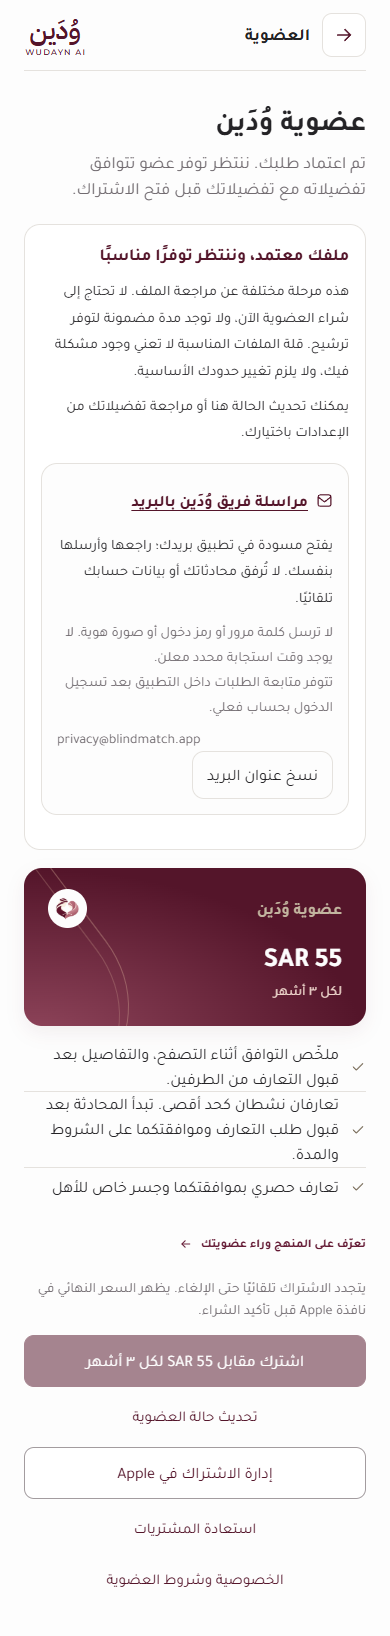 العضوية
وُدَين
WUDAYN AI
عضوية وُدَين
تم اعتماد طلبك. ننتظر توفر عضو تتوافق
تفضيلاته مع تفضيلاتك قبل فتح الاشتراك.
ملفك معتمد، وننتظر توفرًا مناسبًا
هذه مرحلة مختلفة عن مراجعة الملف. لا تحتاج إلى
شراء العضوية الآن، ولا توجد مدة مضمونة لتوفر
ترشيح. قلة الملفات المناسبة لا تعني وجود مشكلة
فيك، ولا يلزم تغيير حدودك الأساسية.
يمكنك تحديث الحالة هنا أو مراجعة تفضيلاتك من
الإعدادات باختيارك.
مراسلة فريق وُدَين بالبريد
يفتح مسودة في تطبيق بريدك؛ راجعها وأرسلها
بنفسك. لا تُرفق محادثاتك أو بيانات حسابك
تلقائيًا.
لا ترسل كلمة مرور أو رمز دخول أو صورة هوية. لا
يوجد وقت استجابة محدد معلن.
تتوفر متابعة الطلبات داخل التطبيق بعد تسجيل
الدخول بحساب فعلي.
privacy@blindmatch.app
نسخ عنوان البريد
عضوية وُدَين
SAR 55
لكل ٣ أشهر
ملخّص التوافق أثناء التصفح، والتفاصيل بعد
قبول التعارف من الطرفين.
تعارفان نشطان كحد أقصى. تبدأ المحادثة بعد
قبول طلب التعارف وموافقتكما على الشروط
والمدة.
تعارف حصري بموافقتكما وجسر خاص للأهل
تعرّف على المنهج وراء عضويتك
يتجدد الاشتراك تلقائيًا حتى الإلغاء. يظهر السعر النهائي في
نافذة Apple قبل تأكيد الشراء.
اشترك مقابل SAR 55 لكل ٣ أشهر
تحديث حالة العضوية
إدارة الاشتراك في Apple
استعادة المشتريات
الخصوصية وشروط العضوية